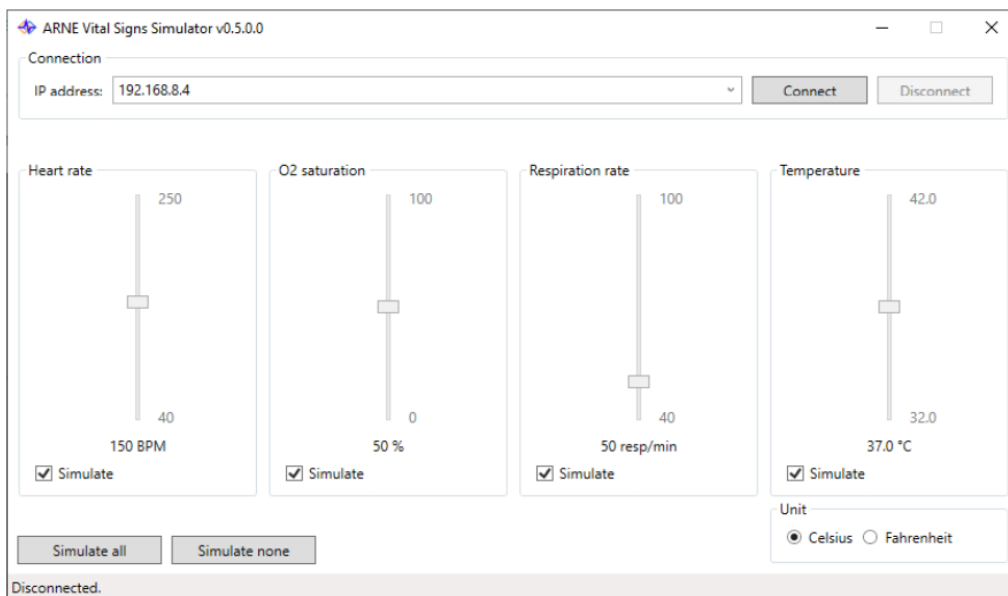 ARNE Vital Signs Simulator v0.5.0.0
Connection
IP address: 192.168.8.4 Connect Disconnect
Heart rate
250
40
150 BPM
Simulate
O2 saturation
100
0
50 %
Simulate
Respiration rate
100
40
50 resp/min
Simulate
Temperature
42.0
32.0
37.0 °C
Simulate
Unit
Celsius Fahrenheit
Simulate all Simulate none
Disconnected.